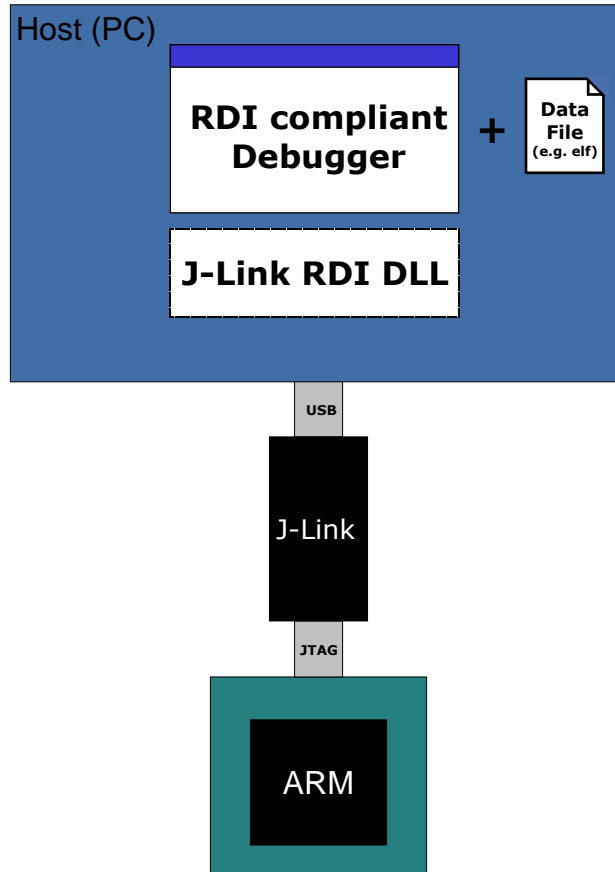 Host (PC)
RDI compliant
Debugger
+
Data
File
(e.g. elf)
J-Link RDI DLL
USB
J-Link
JTAG
ARM